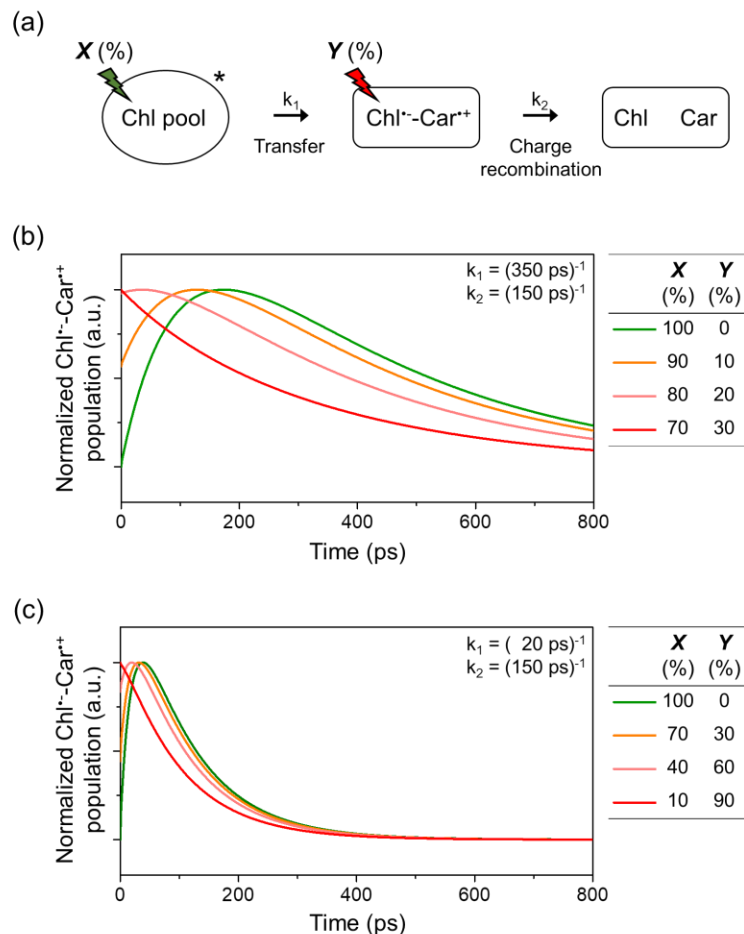 (a)
X (%)
Y (%)
*
Chl pool
k₁
Transfer
Chl•⁻-Car•⁺
k₂
Charge
recombination
Chl Car
(b)
Normalized Chl•⁻-Car•⁺
population (a.u.)
k₁ = (350 ps)⁻¹
k₂ = (150 ps)⁻¹
0 200 400 600 800
Time (ps)
X Y
(%) (%)
100 0
90 10
80 20
70 30
(c)
Normalized Chl•⁻-Car•⁺
population (a.u.)
k₁ = ( 20 ps)⁻¹
k₂ = (150 ps)⁻¹
0 200 400 600 800
Time (ps)
X Y
(%) (%)
100 0
70 30
40 60
10 90